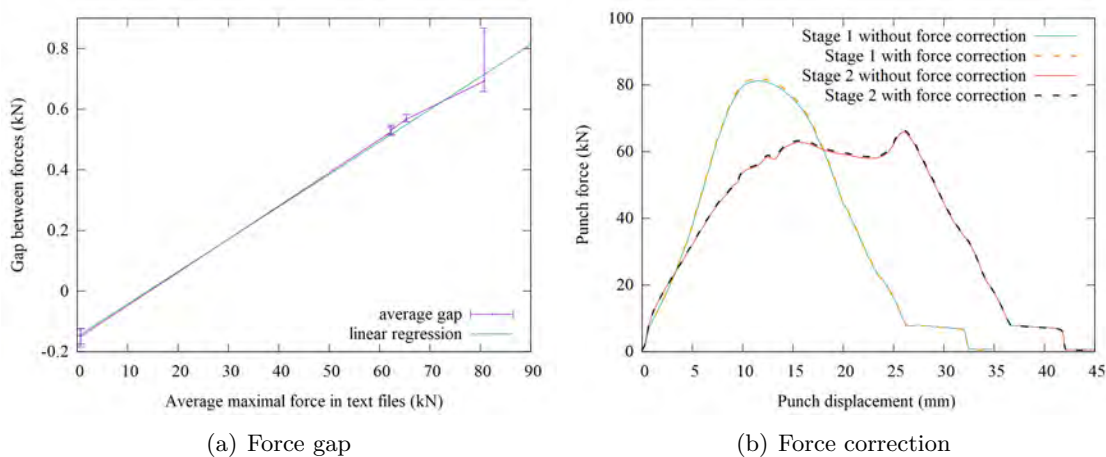 0.8
0.6
0.4
0.2
0
-0.2
Gap between forces (kN)
average gap
linear regression
0 10 20 30 40 50 60 70 80 90
Average maximal force in text files (kN)
(a) Force gap
100
80
60
40
20
0
Punch force (kN)
Stage 1 without force correction
Stage 1 with force correction
Stage 2 without force correction
Stage 2 with force correction
0 5 10 15 20 25 30 35 40 45
Punch displacement (mm)
(b) Force correction